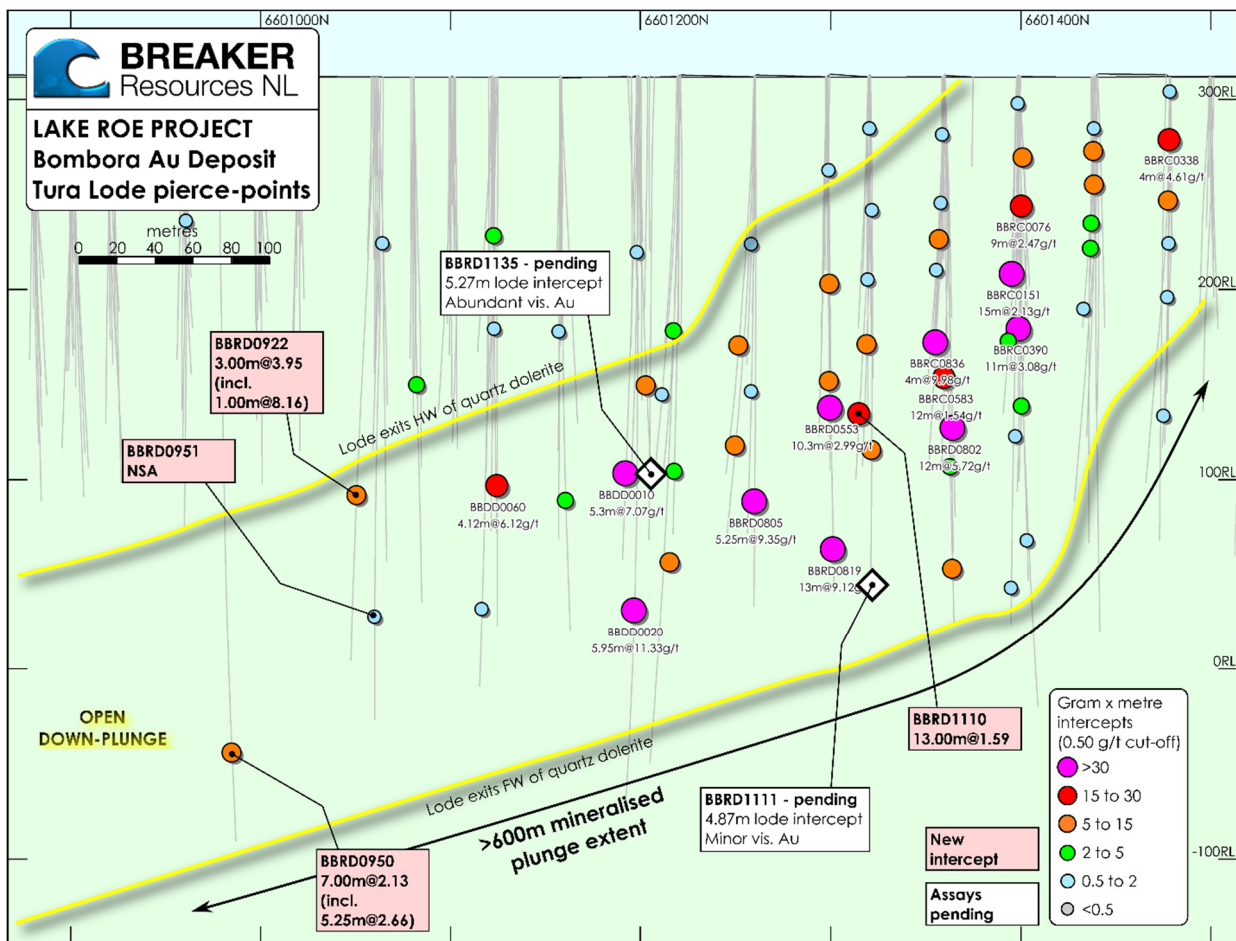 6601000N
6601200N
6601400N
BREAKER
Resources NL
LAKE ROE PROJECT
Bombora Au Deposit
Tura Lode pierce-points
metres
0 20 40 60 80 100
300RL
200RL
100RL
0RL
-100RL
BBRC0338
4m@4.61g/t
BBRC0076
9m@2.47g/t
BBRC0151
15m@2.13g/t
BBRC0390
11m@3.08g/t
BBRC0836
4m@9.98g/t
BBRC0583
12m@1.54g/t
BBRD0802
12m@5.72g/t
BBRD0553
10.3m@2.99g/t
BBRD1135 - pending
5.27m lode intercept
Abundant vis. Au
BBRD0922
3.00m@3.95
(incl.
1.00m@8.16)
Lode exits HW of quartz dolerite
BBRD0951
NSA
BBDD0060
4.12m@6.12g/t
BBDD0010
5.3m@7.07g/t
BBRD0805
5.25m@9.35g/t
BBRD0819
13m@9.12g
BBDD0020
5.95m@11.33g/t
OPEN
DOWN-PLUNGE
Lode exits FW of quartz dolerite
>600m mineralised
plunge extent
BBRD1110
13.00m@1.59
BBRD1111 - pending
4.87m lode intercept
Minor vis. Au
BBRD0950
7.00m@2.13
(incl.
5.25m@2.66)
New
intercept
Assays
pending
Gram x metre
intercepts
(0.50 g/t cut-off)
>30
15 to 30
5 to 15
2 to 5
0.5 to 2
<0.5